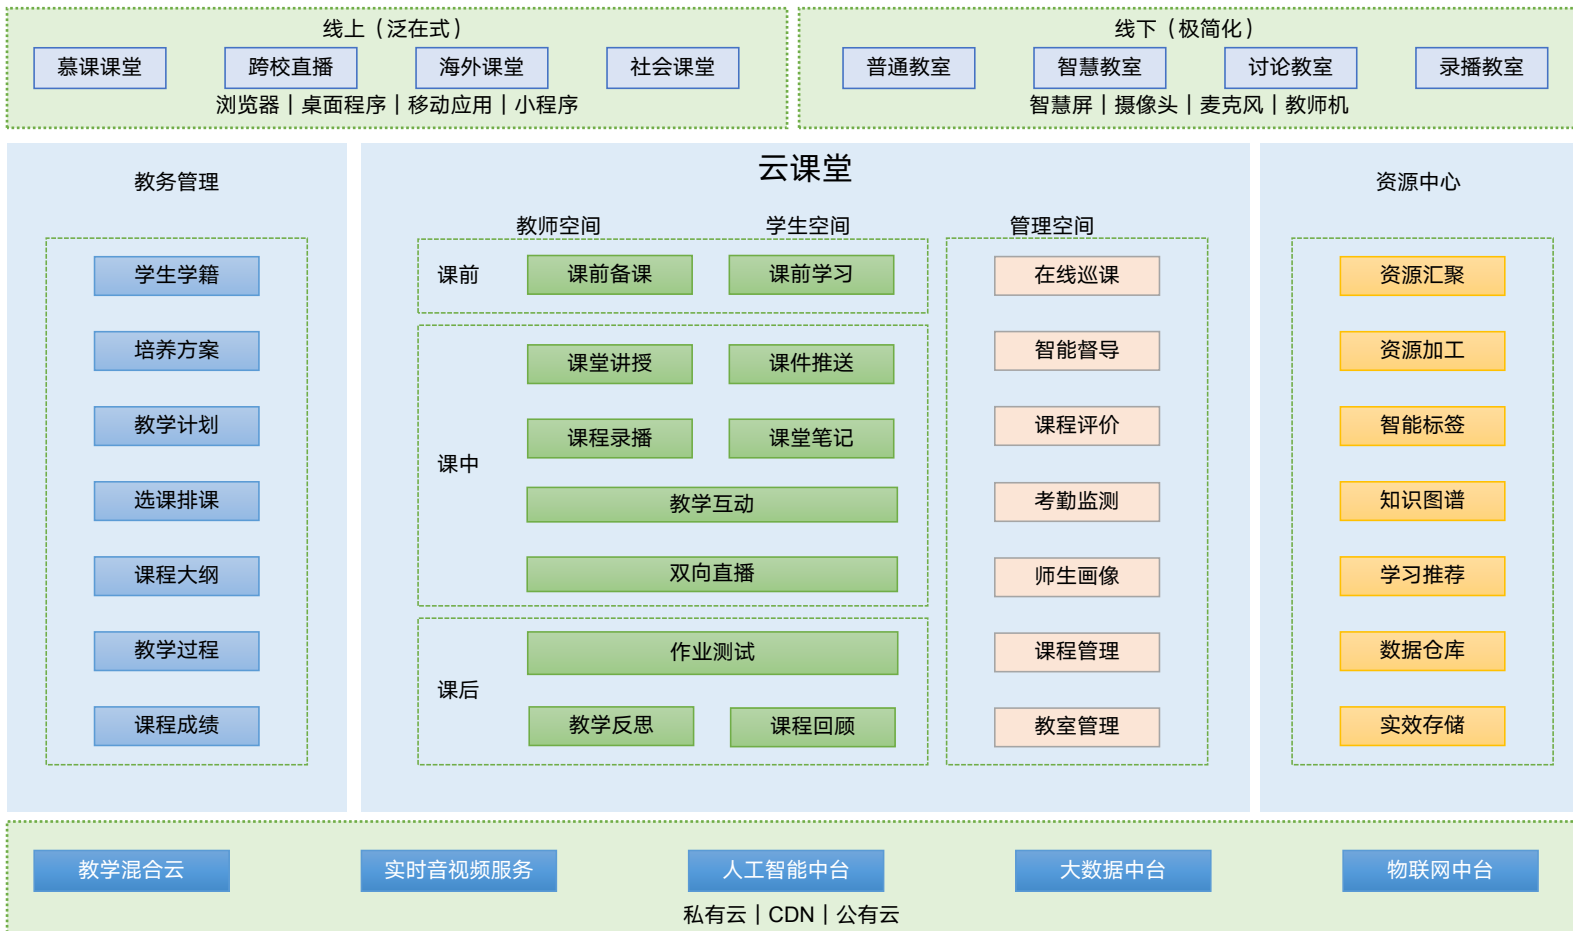 线上（泛在式）
慕课课堂
跨校直播
海外课堂
社会课堂
浏览器｜桌面程序｜移动应用｜小程序
线下（极简化）
普通教室
智慧教室
讨论教室
录播教室
智慧屏｜摄像头｜麦克风｜教师机
教务管理
学生学籍
培养方案
教学计划
选课排课
课程大纲
教学过程
课程成绩
云课堂
教师空间
学生空间
课前
课前备课
课前学习
课中
课堂讲授
课件推送
课程录播
课堂笔记
教学互动
双向直播
课后
作业测试
教学反思
课程回顾
管理空间
在线巡课
智能督导
课程评价
考勤监测
师生画像
课程管理
教室管理
资源中心
资源汇聚
资源加工
智能标签
知识图谱
学习推荐
数据仓库
实效存储
教学混合云
实时音视频服务
人工智能中台
大数据中台
物联网中台
私有云｜CDN｜公有云